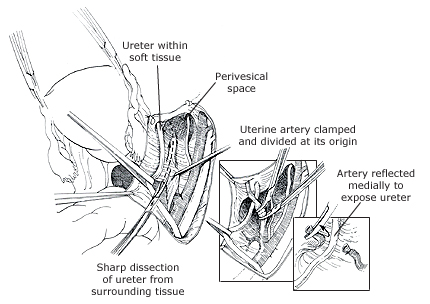 Ureter within
soft tissue
Perivesical
space
Uterine artery clamped
and divided at its origin
Artery reflected
medially to
expose ureter
Sharp dissection
of ureter from
surrounding tissue